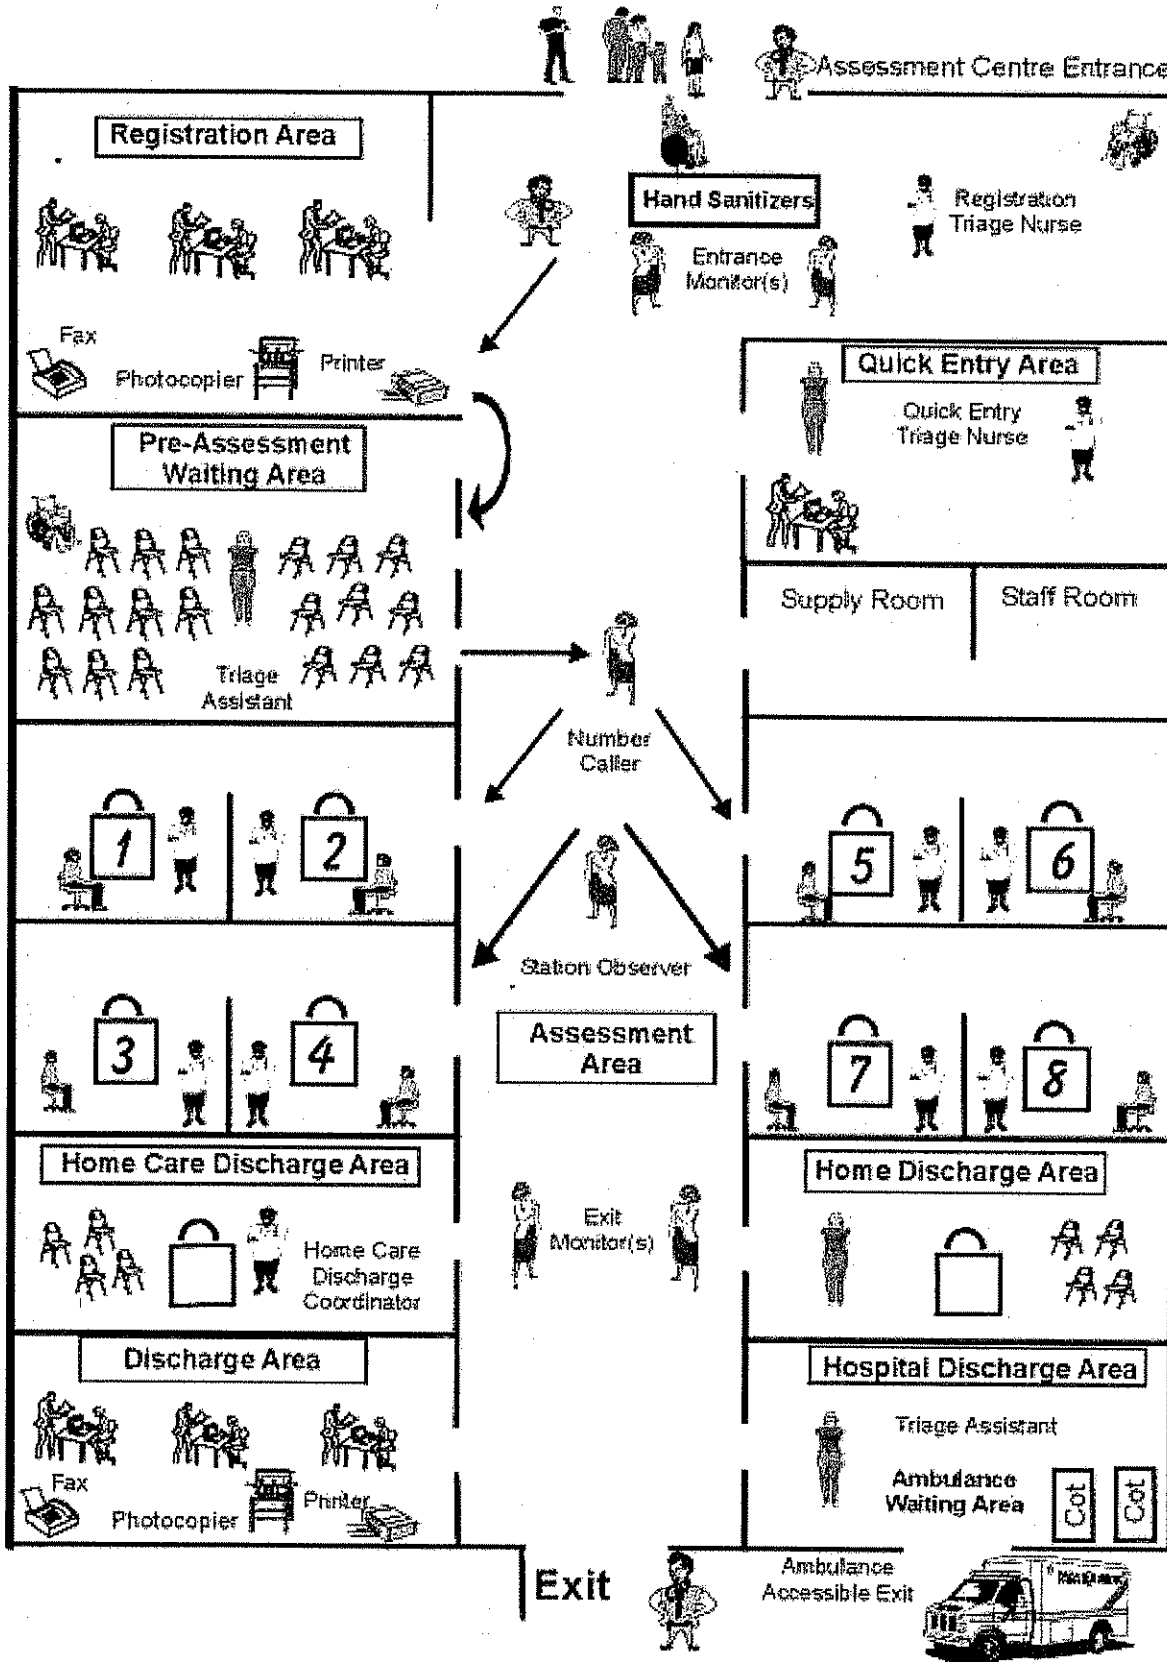 Assessment Centre Entrance
Registration Area
Hand Sanitizers
Registration
Triage Nurse
Entrance
Monitor(s)
Fax
Photocopier
Printer
Quick Entry Area
Quick Entry
Triage Nurse
Pre-Assessment
Waiting Area
Triage
Assistant
Supply Room
Staff Room
Number
Caller
1
2
5
6
Station Observer
3
4
Assessment
Area
7
8
Home Care Discharge Area
Home Care
Discharge
Coordinator
Exit
Monitor(s)
Home Discharge Area
Discharge Area
Fax
Photocopier
Printer
Hospital Discharge Area
Triage Assistant
Ambulance
Waiting Area
Cot
Cot
Exit
Ambulance
Accessible Exit